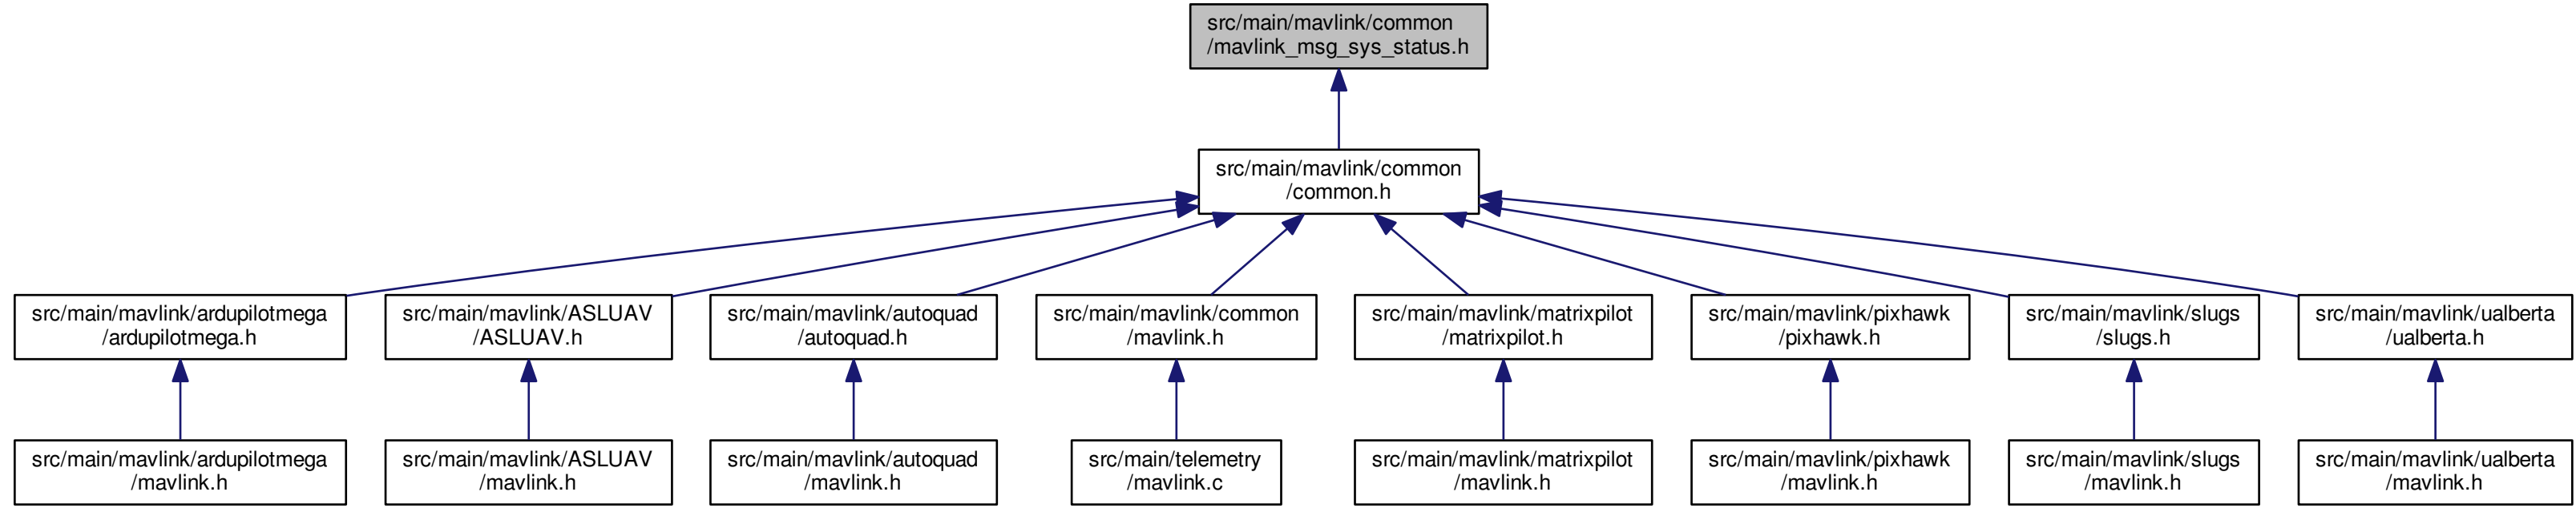 src/main/mavlink/common
/mavlink_msg_sys_status.h
src/main/mavlink/common
/common.h
src/main/mavlink/ardupilotmega
/ardupilotmega.h
src/main/mavlink/ASLUAV
/ASLUAV.h
src/main/mavlink/autoquad
/autoquad.h
src/main/mavlink/common
/mavlink.h
src/main/mavlink/matrixpilot
/matrixpilot.h
src/main/mavlink/pixhawk
/pixhawk.h
src/main/mavlink/slugs
/slugs.h
src/main/mavlink/ualberta
/ualberta.h
src/main/mavlink/ardupilotmega
/mavlink.h
src/main/mavlink/ASLUAV
/mavlink.h
src/main/mavlink/autoquad
/mavlink.h
src/main/telemetry
/mavlink.c
src/main/mavlink/matrixpilot
/mavlink.h
src/main/mavlink/pixhawk
/mavlink.h
src/main/mavlink/slugs
/mavlink.h
src/main/mavlink/ualberta
/mavlink.h